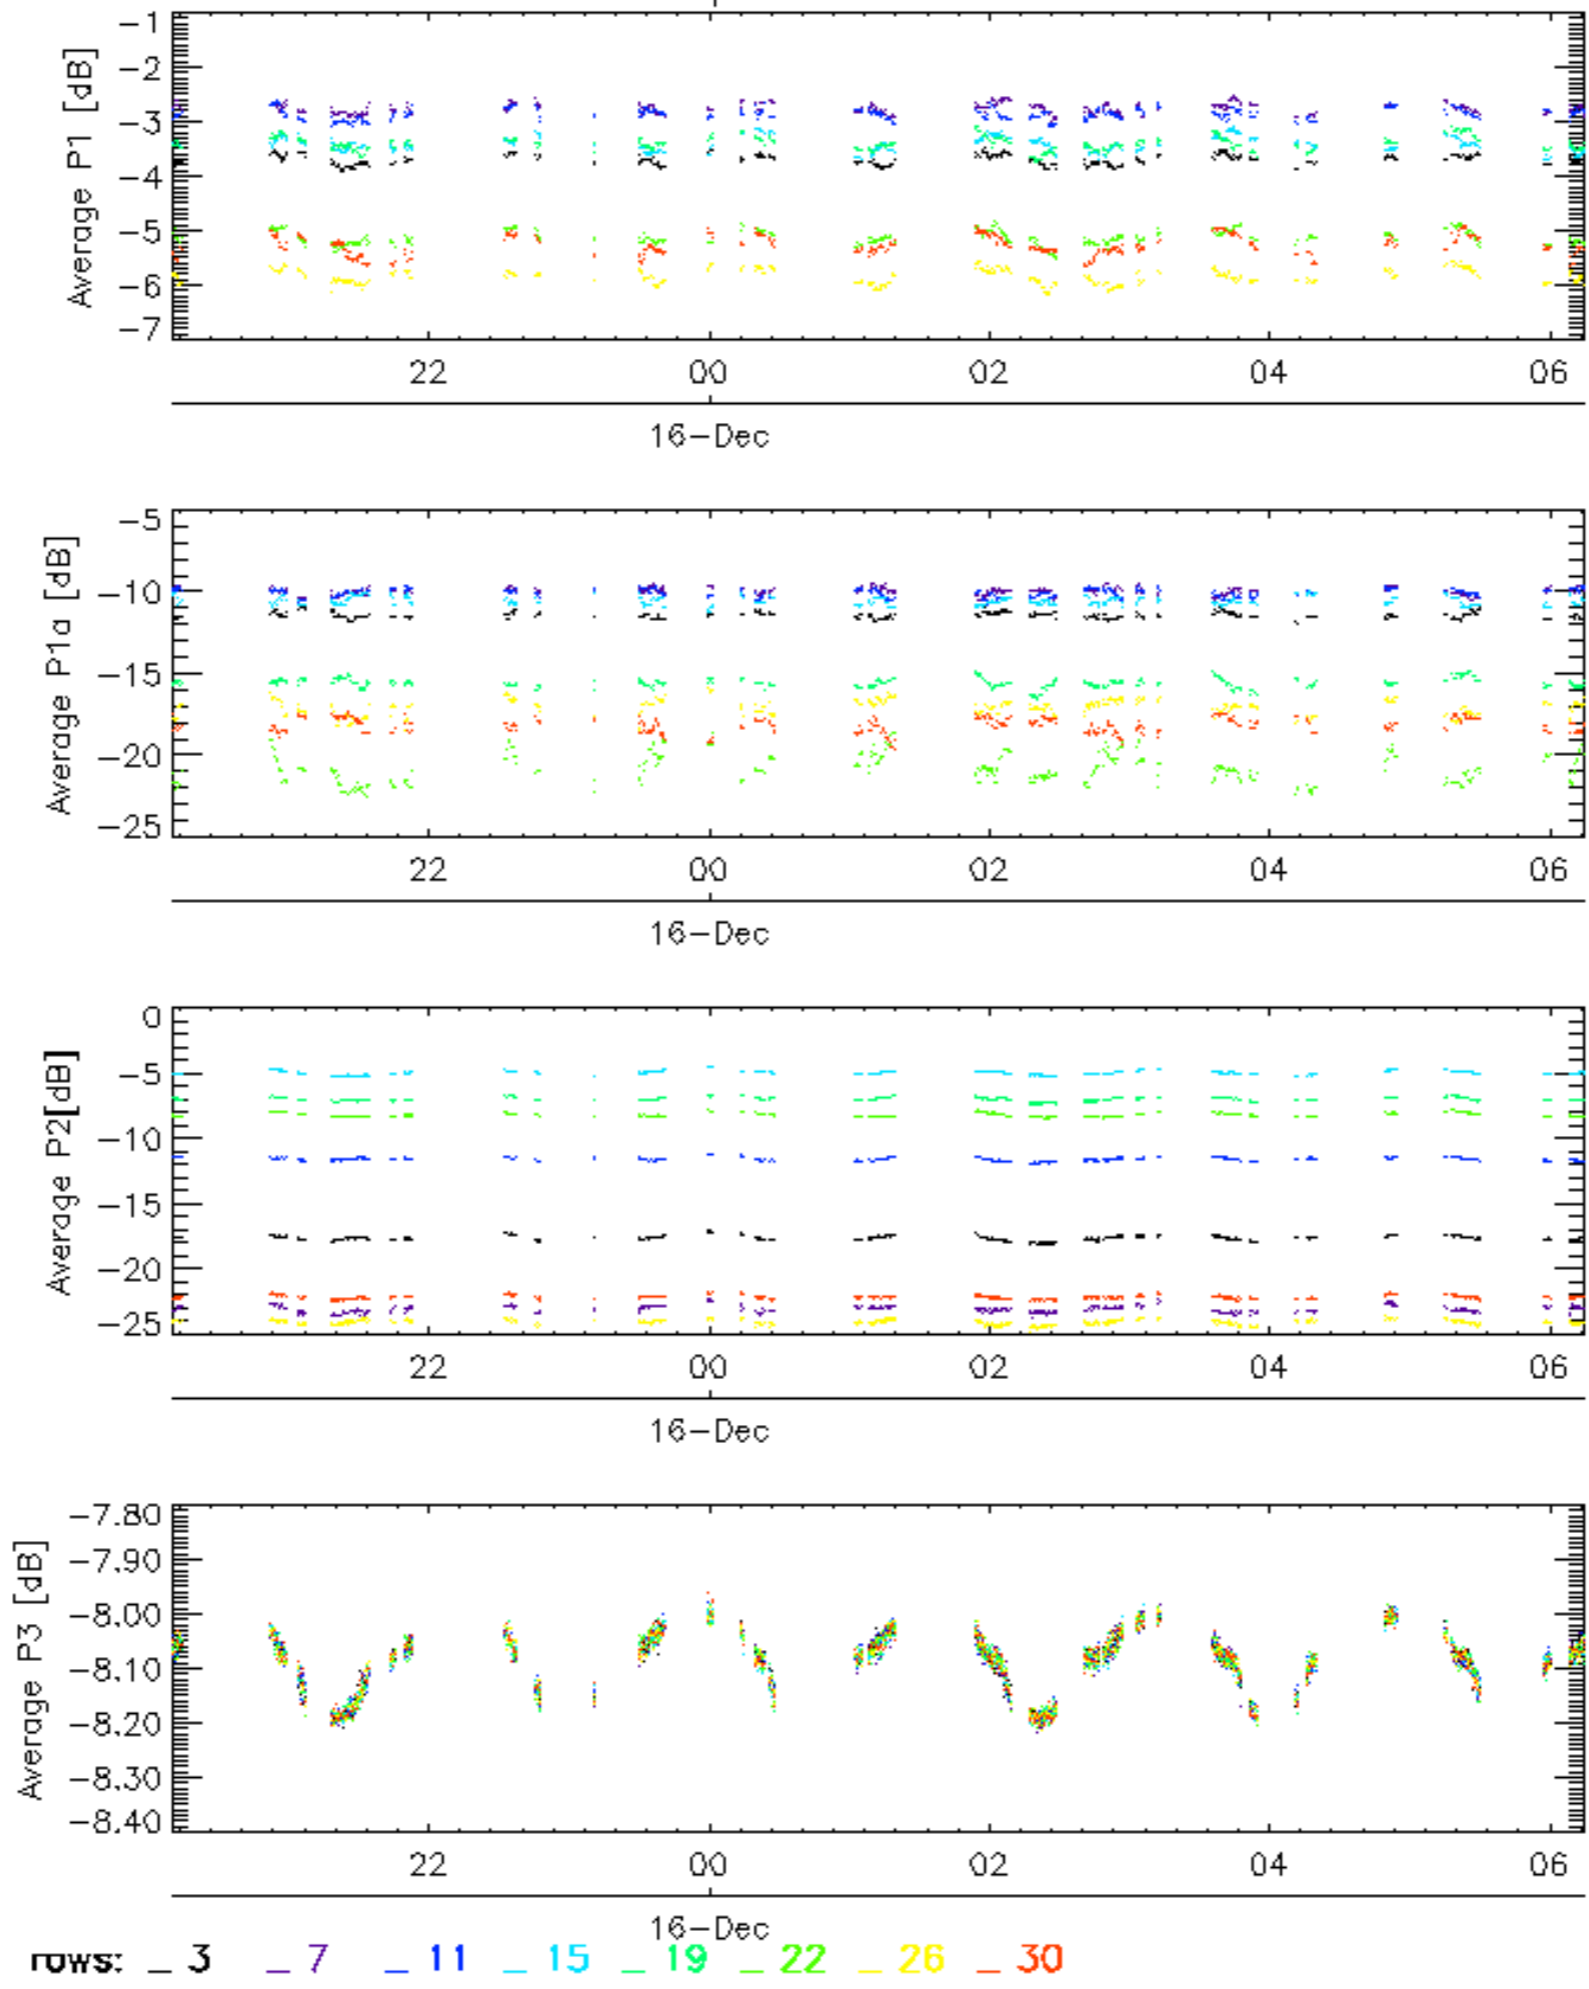 Average P1 [dB]
-1
-2
-3
-4
-5
-6
-7
22 00 02 04 06
16-Dec
Average P1a [dB]
-5
-10
-15
-20
-25
22 00 02 04 06
16-Dec
Average P2[dB]
0
-5
-10
-15
-20
-25
22 00 02 04 06
16-Dec
Average P3 [dB]
-7.80
-7.90
-8.00
-8.10
-8.20
-8.30
-8.40
22 00 02 04 06
16-Dec
rows: _ 3 _ 7 _ 11 _ 15 _ 19 _ 22 _ 26 _ 30